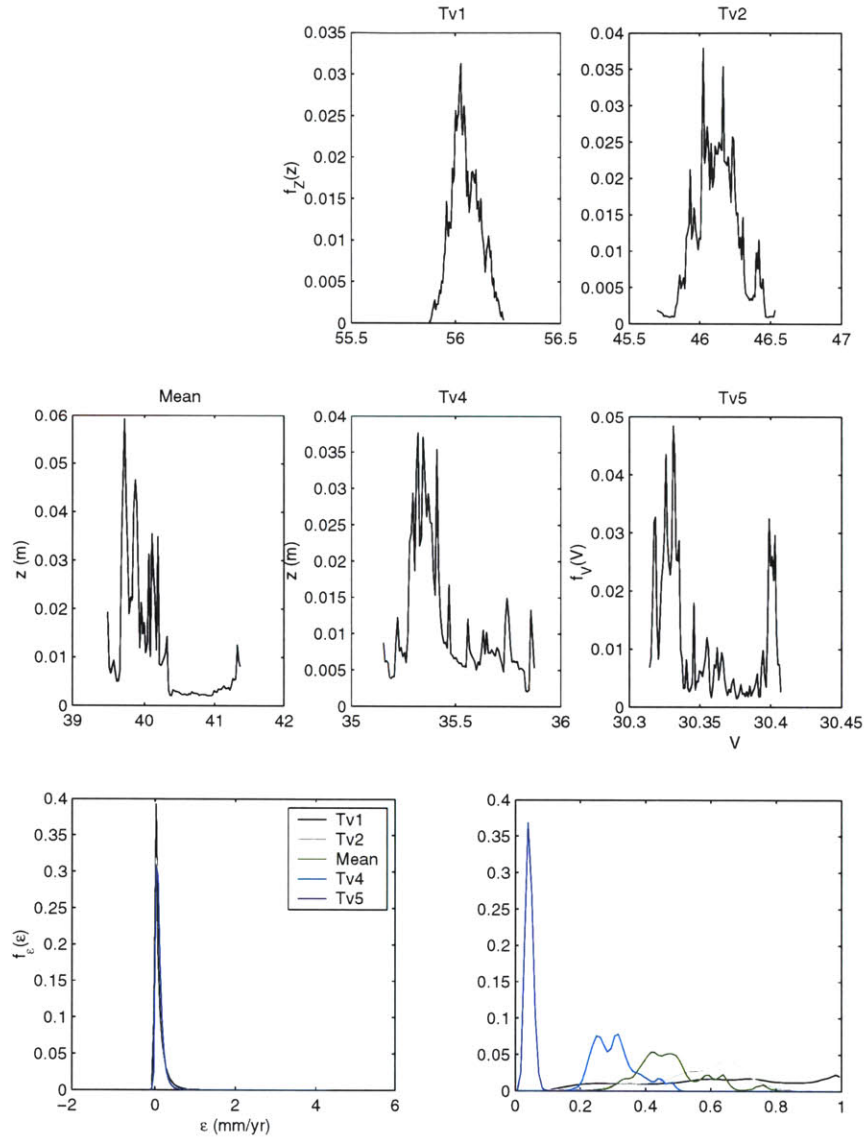 Tv1 Tv2
0.035 0.04
0.03 0.035
0.025 0.03
0.02 0.025
0.015 0.02
0.01 0.015
0.005 0.01
0 0.005
0
f_Z(z)
55.5 56 56.5 45.5 46 46.5 47
Mean Tv4 Tv5
0.06 0.04 0.05
0.05 0.035 0.04
0.04 0.03 0.03
0.03 0.025 0.02
0.02 0.02 0.01
0.01 0.015 0
0 0.01
0.005
0
z (m) z (m) f_V(V)
39 40 41 42 35 35.5 36 30.3 30.35 30.4 30.45
V
0.4 0.4
0.35 0.35
0.3 0.3
0.25 0.25
0.2 0.2
0.15 0.15
0.1 0.1
0.05 0.05
0 0
f_ε(ε)
Tv1
Tv2
Mean
Tv4
Tv5
−2 0 2 4 6 0 0.2 0.4 0.6 0.8 1
ε (mm/yr)